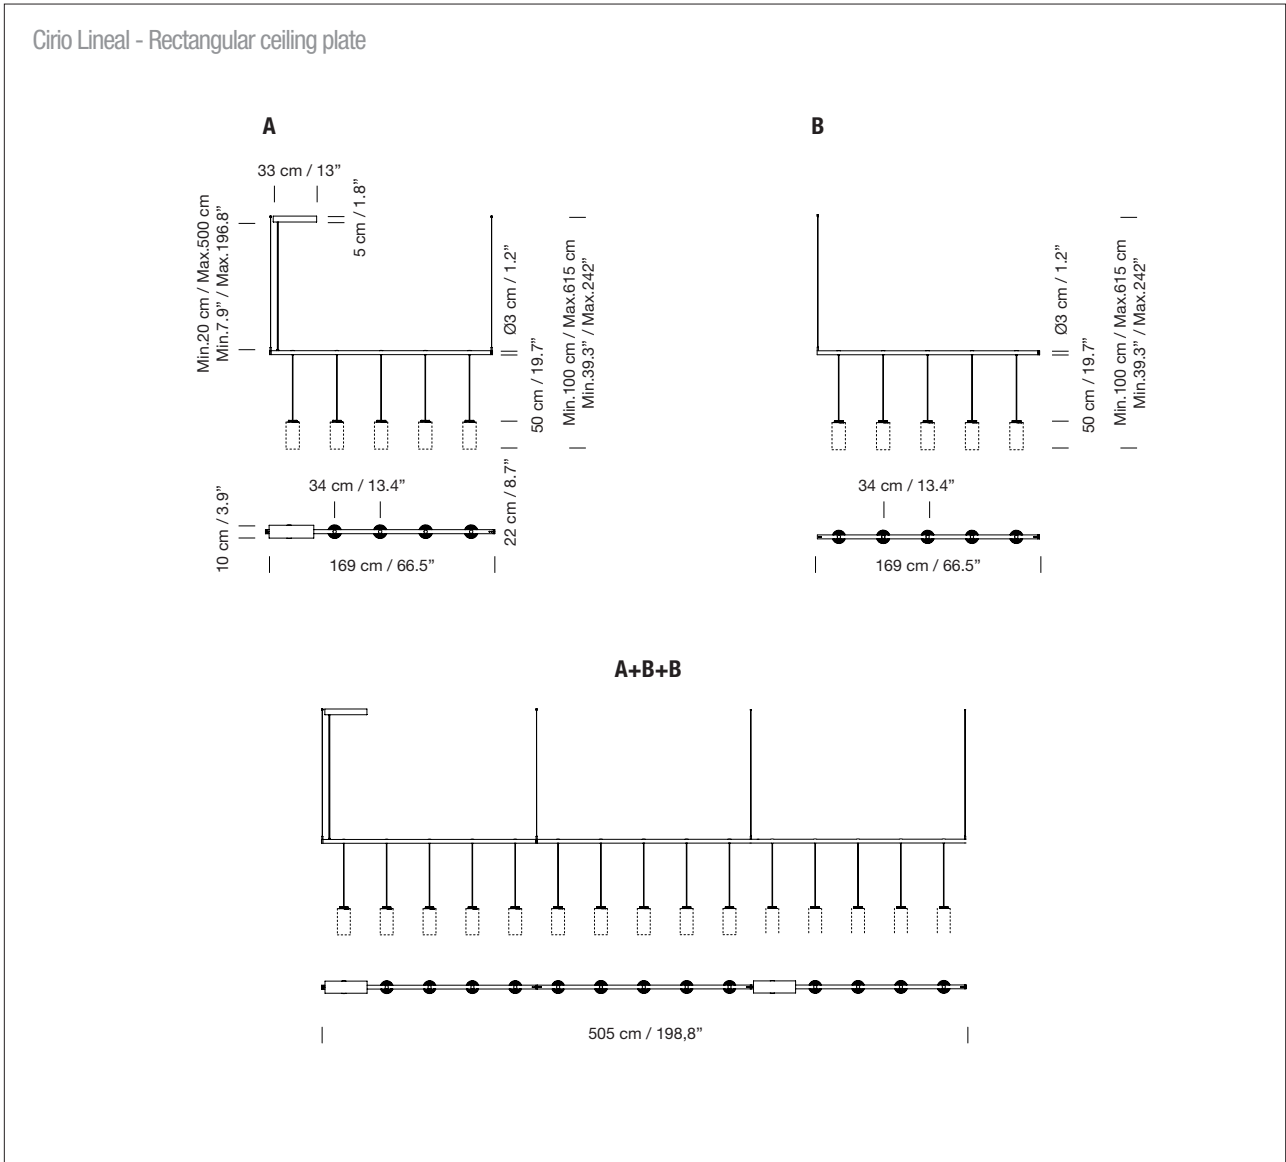 Cirio Lineal - Rectangular ceiling plate
A
33 cm / 13”
5 cm / 1.8”
Min.20 cm / Max.500 cm
Min.7.9” / Max.196.8”
Ø3 cm / 1.2”
50 cm / 19.7”
Min.100 cm / Max.615 cm
Min.39.3” / Max.242”
22 cm / 8.7”
34 cm / 13.4”
10 cm / 3.9”
169 cm / 66.5”
B
Ø3 cm / 1.2”
50 cm / 19.7”
Min.100 cm / Max.615 cm
Min.39.3” / Max.242”
34 cm / 13.4”
169 cm / 66.5”
A+B+B
505 cm / 198,8”